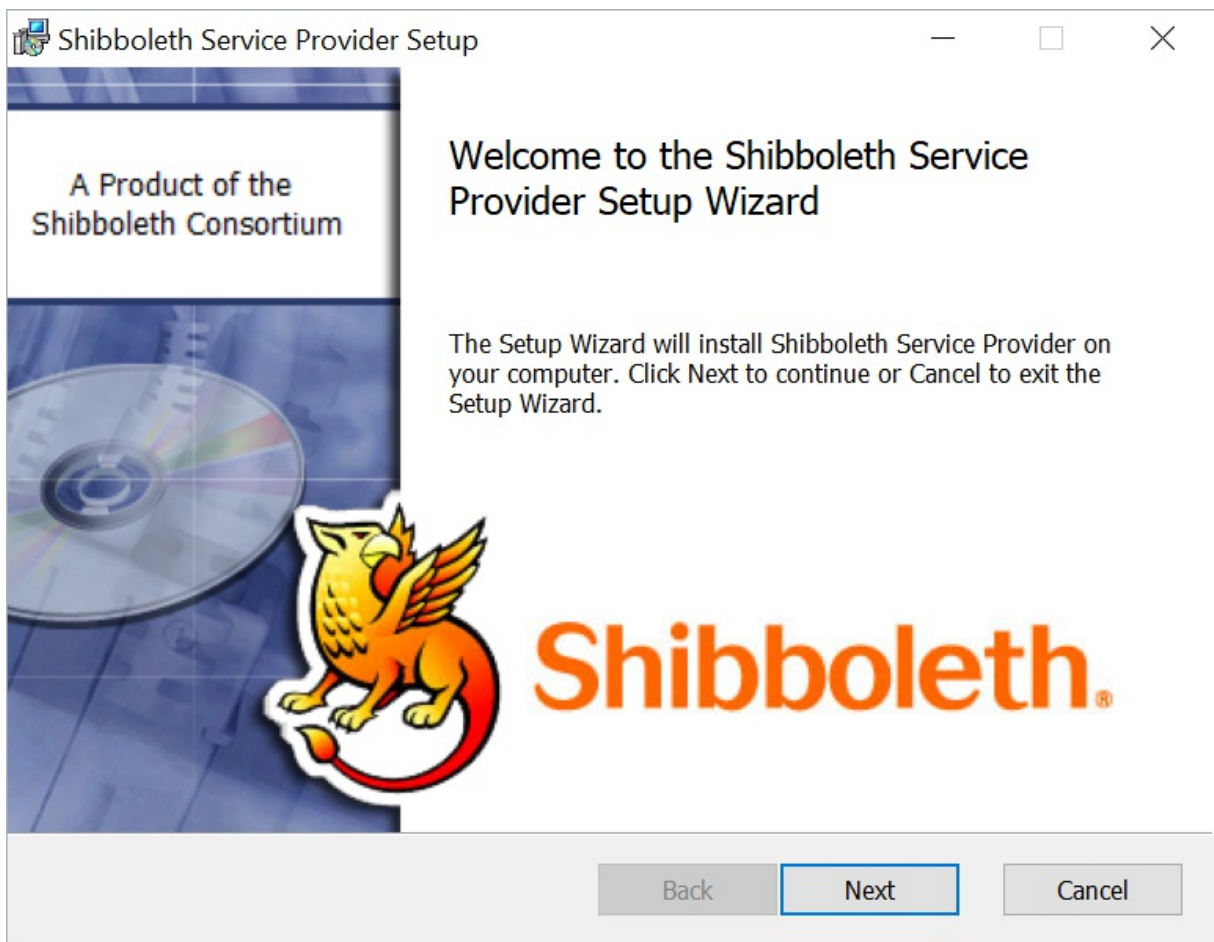 Shibboleth Service Provider Setup
A Product of the
Shibboleth Consortium
Welcome to the Shibboleth Service
Provider Setup Wizard
The Setup Wizard will install Shibboleth Service Provider on
your computer. Click Next to continue or Cancel to exit the
Setup Wizard.
Shibboleth®
Back
Next
Cancel